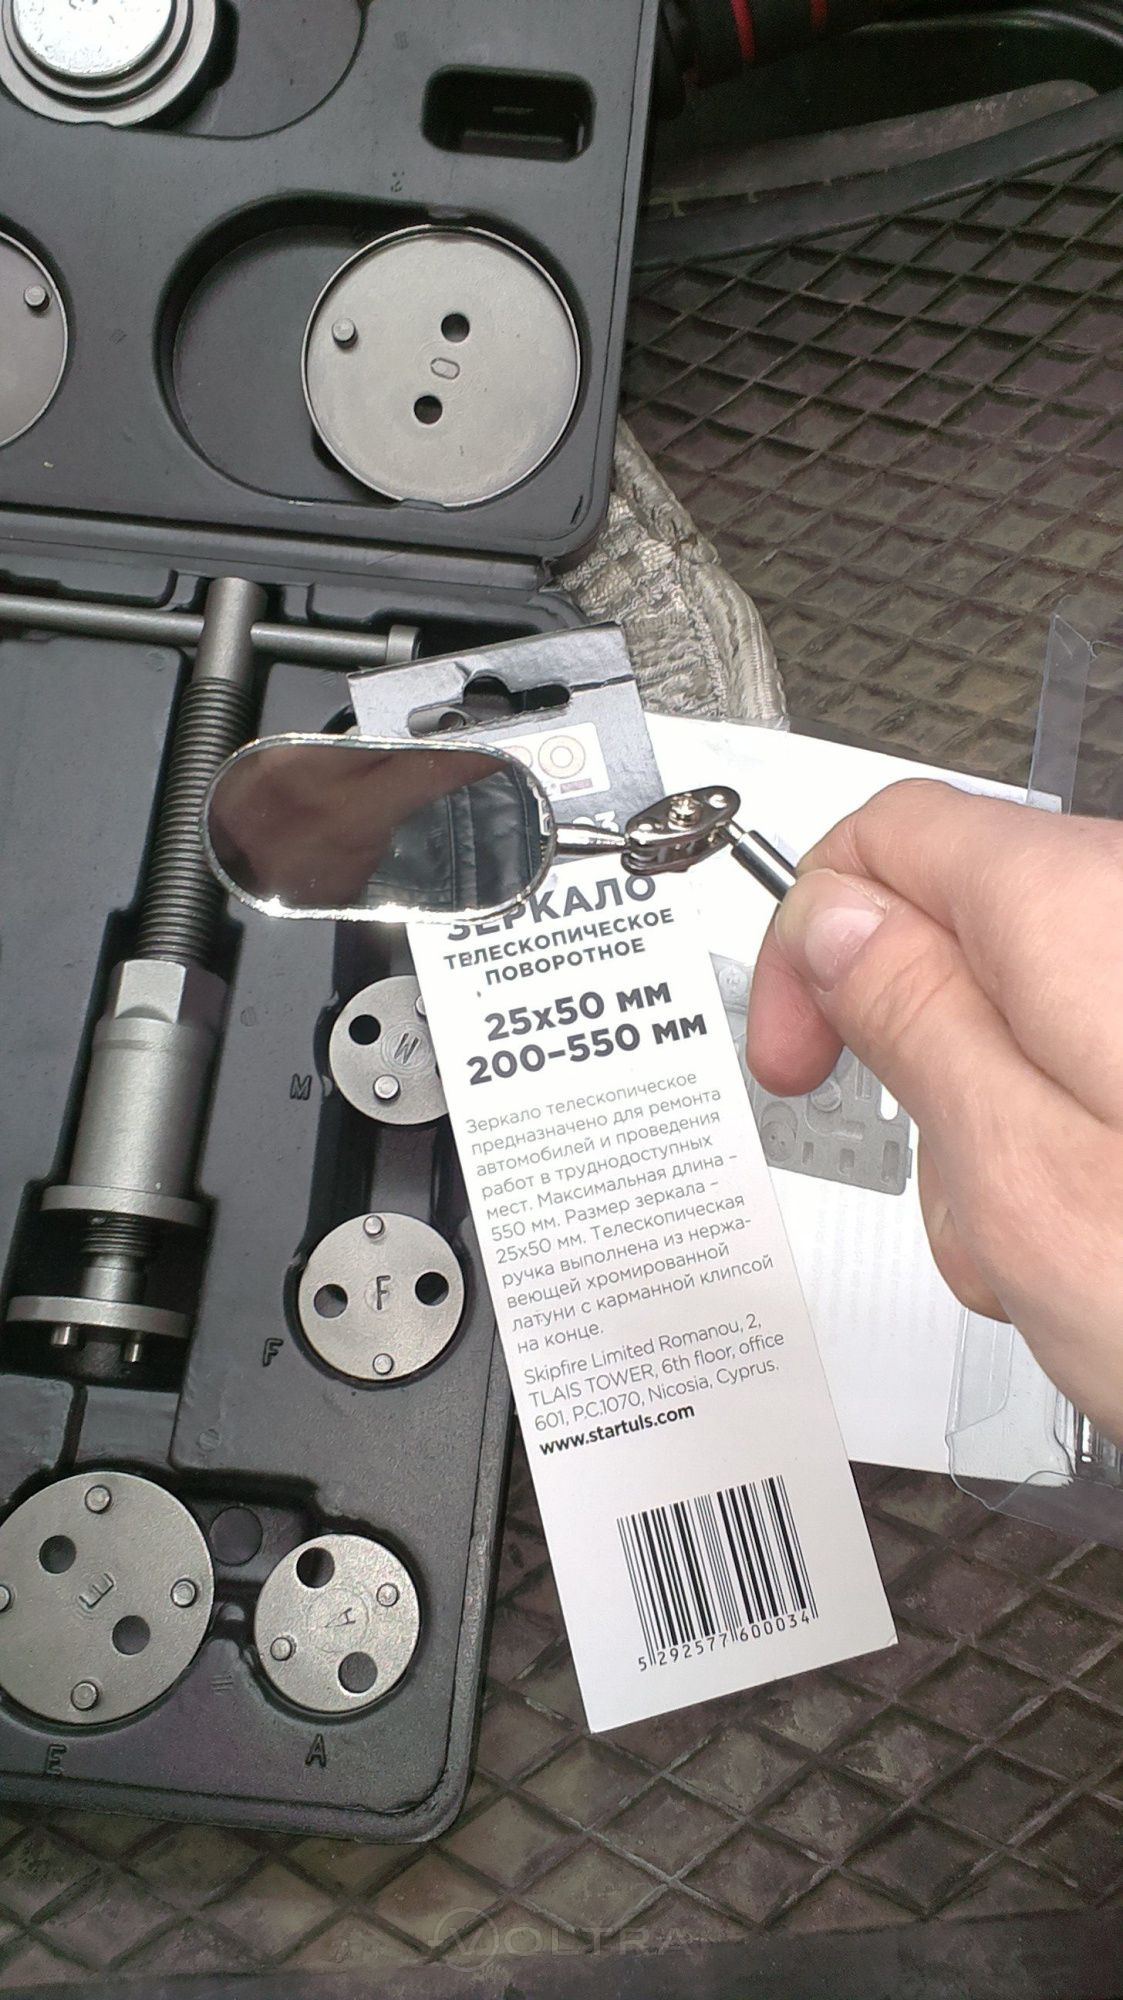 ЗЕРКАЛО
ТЕЛЕСКОПИЧЕСКОЕ
ПОВОРОТНОЕ
25x50 мм
200–550 мм
Зеркало телескопическое
предназначено для ремонта
автомобилей и проведения
работ в труднодоступных
мест. Максимальная длина –
550 мм. Размер зеркала –
25x50 мм. Телескопическая
ручка выполнена из нержа-
веющей хромированной
латуни с карманной клипсой
на конце.
Skipfire Limited Romanou, 2,
TLAIS TOWER, 6th floor, office
601, P.C.1070, Nicosia, Cyprus.
www.startuls.com
5 292577 600034
M
M
F
F
E
A
E
A
VOLTRA